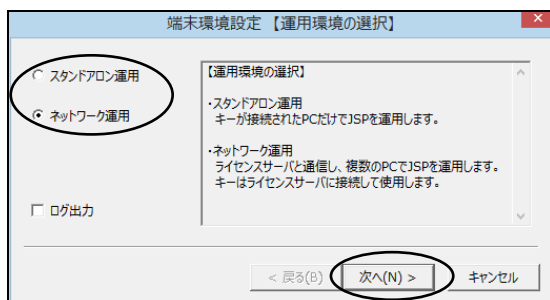 端末環境設定 【運用環境の選択】
スタンドアロン運用
ネットワーク運用
ログ出力
【運用環境の選択】
・スタンドアロン運用
キーが接続されたPCだけでJSPを運用します。
・ネットワーク運用
ライセンスサーバと通信し、複数のPCでJSPを運用します。
キーはライセンスサーバに接続して使用します。
< 戻る(B)
次へ(N) >
キャンセル